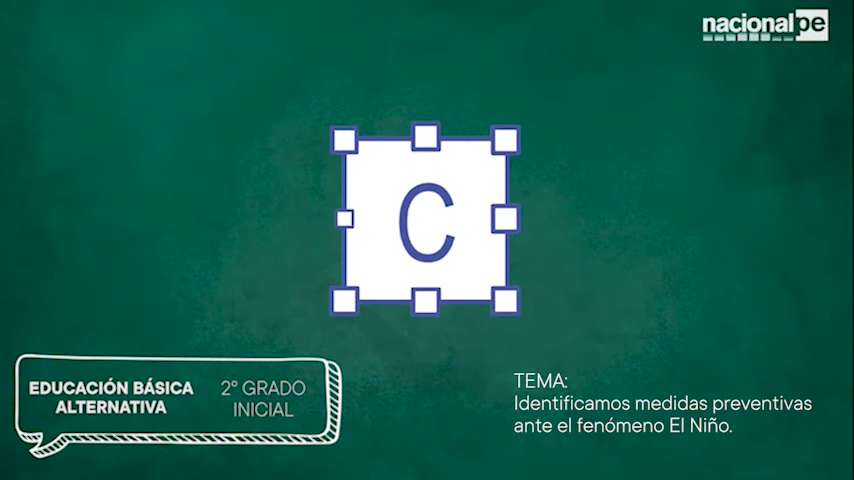 nacionalpe
C
EDUCACIÓN BÁSICA
ALTERNATIVA
2° GRADO
INICIAL
TEMA:
Identificamos medidas preventivas
ante el fenómeno El Niño.